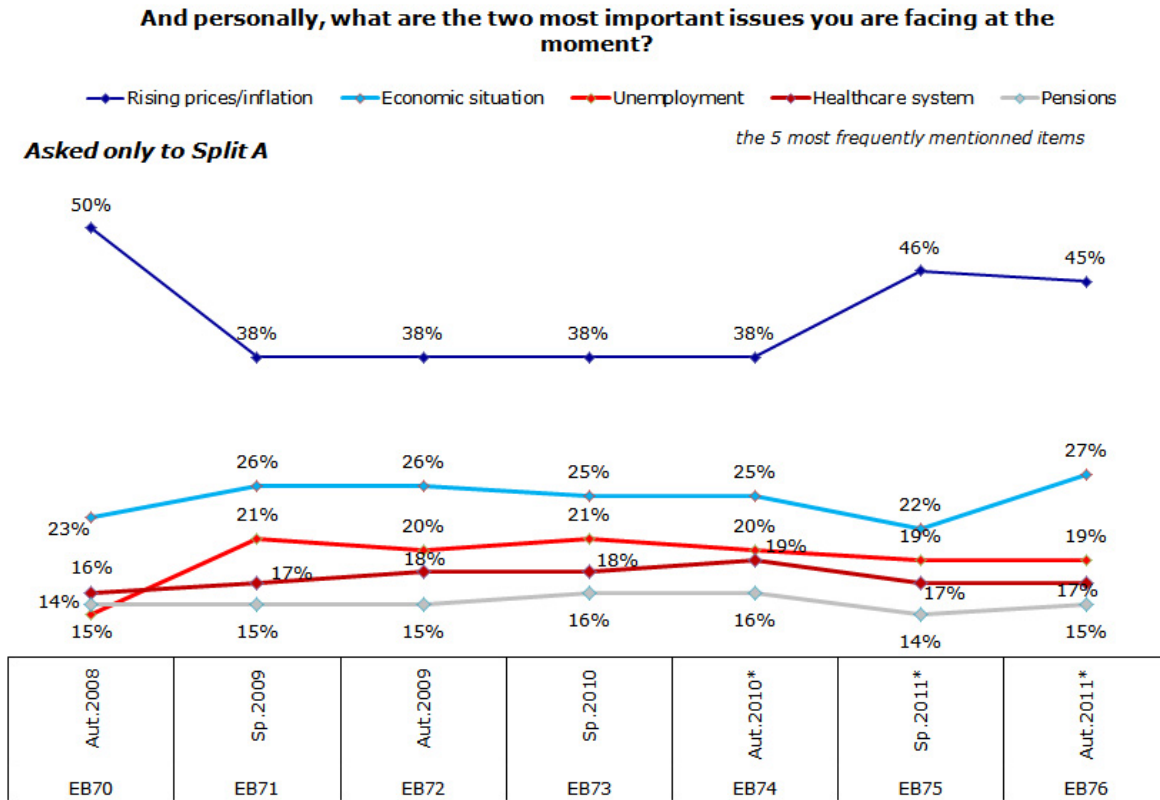 And personally, what are the two most important issues you are facing at the
moment?
Rising prices/inflation Economic situation Unemployment Healthcare system Pensions
the 5 most frequently mentionned items
Asked only to Split A
50%
46%
45%
38% 38% 38% 38%
27%
26% 26% 25% 25%
22%
23%
21% 20% 21% 20% 19% 19%
16% 17% 18% 18% 19% 17% 17%
14%
15% 15% 15% 16% 16% 14% 15%
Aut.2008 Sp.2009 Aut.2009 Sp.2010 Aut.2010* Sp.2011* Aut.2011*
EB70 EB71 EB72 EB73 EB74 EB75 EB76